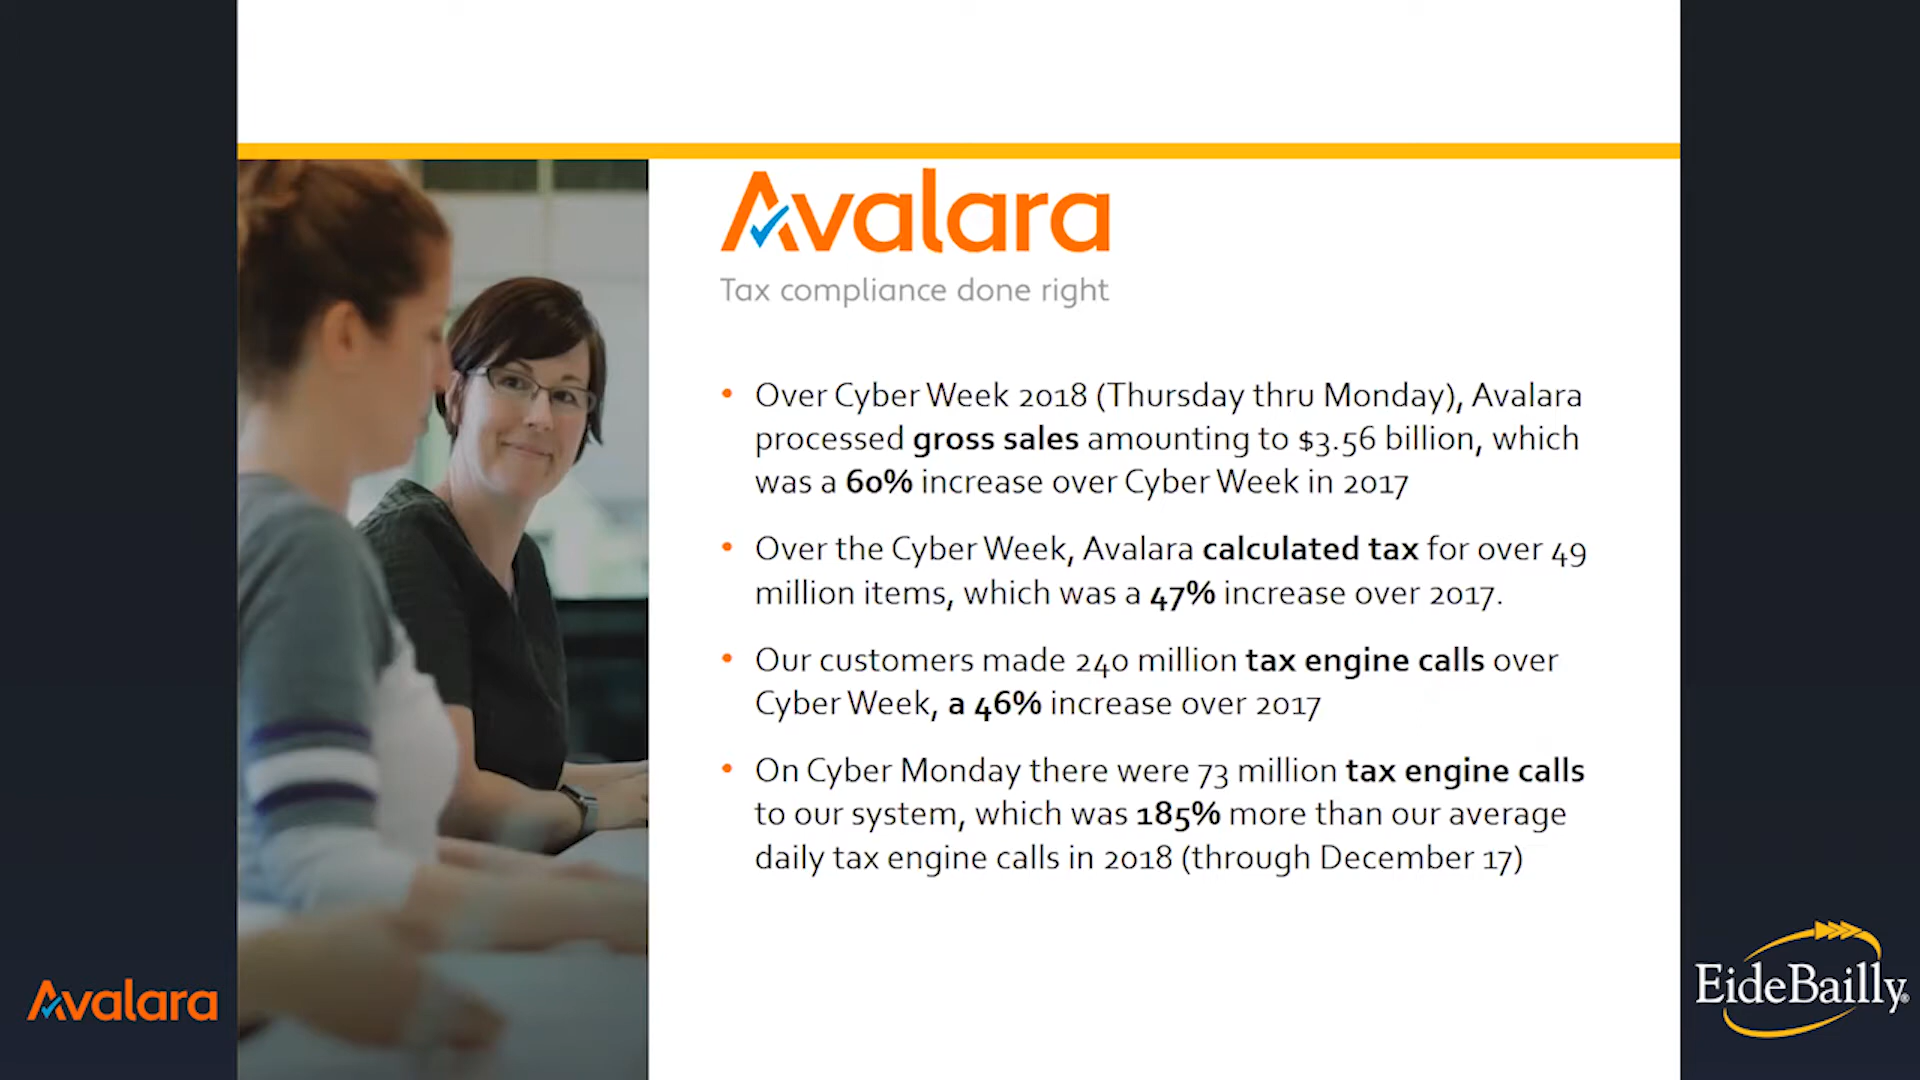 Avalara
Tax compliance done right
• Over Cyber Week 2018 (Thursday thru Monday), Avalara
processed gross sales amounting to $3.56 billion, which
was a 60% increase over Cyber Week in 2017
• Over the Cyber Week, Avalara calculated tax for over 49
million items, which was a 47% increase over 2017.
• Our customers made 240 million tax engine calls over
Cyber Week, a 46% increase over 2017
• On Cyber Monday there were 73 million tax engine calls
to our system, which was 185% more than our average
daily tax engine calls in 2018 (through December 17)
Avalara
EideBailly®